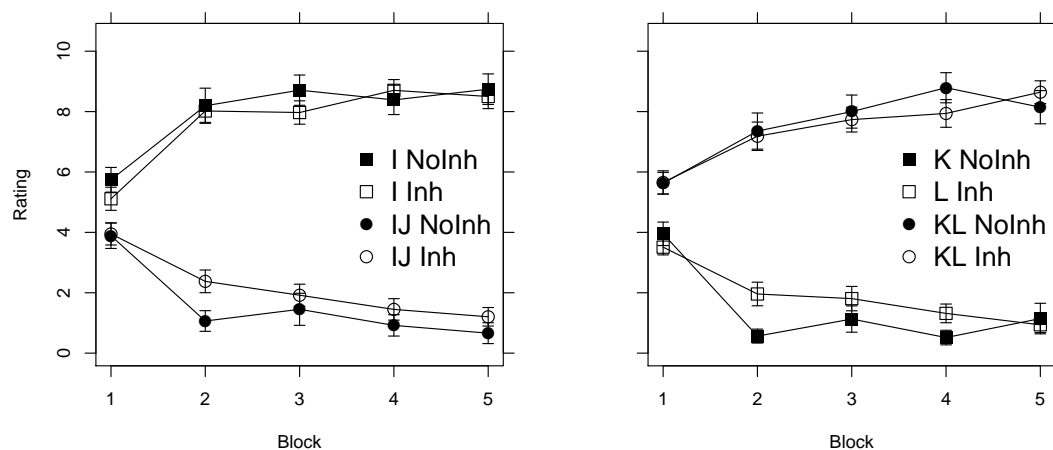 10
8
6
4
2
0
Rating
I NoInh
I Inh
IJ NoInh
IJ Inh
1 2 3 4 5
Block
K NoInh
L Inh
KL NoInh
KL Inh
1 2 3 4 5
Block